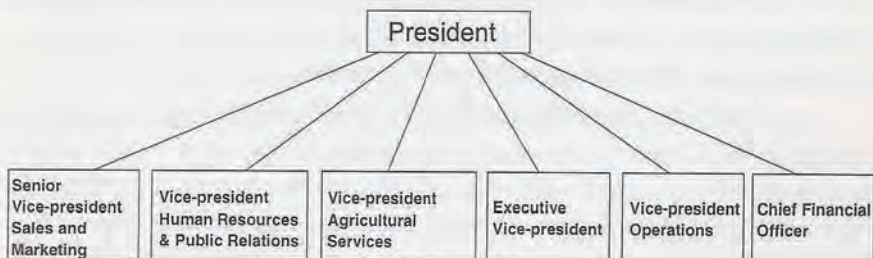 President
Senior
Vice-president
Sales and
Marketing
Vice-president
Human Resources
& Public Relations
Vice-president
Agricultural
Services
Executive
Vice-president
Vice-president
Operations
Chief Financial
Officer